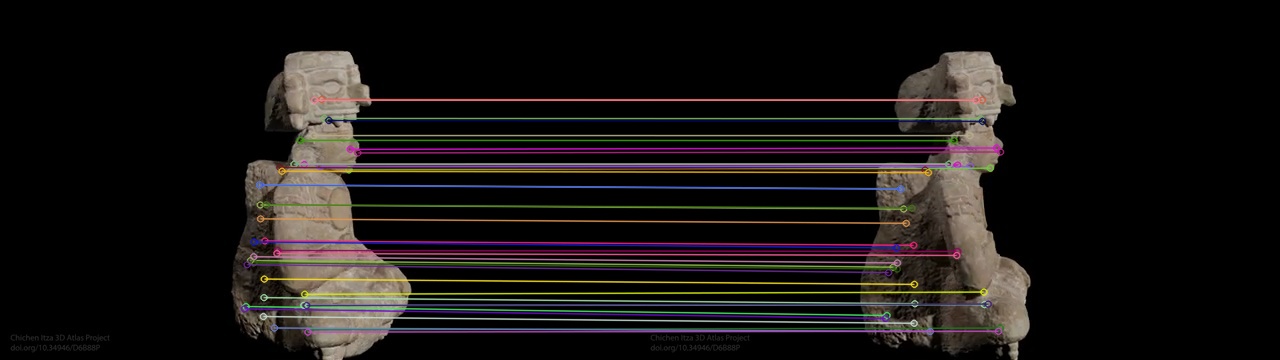 Chichen Itza 3D Atlas Project
doi.org/10.34946/D6B88P
Chichen Itza 3D Atlas Project
doi.org/10.34946/D6B88P